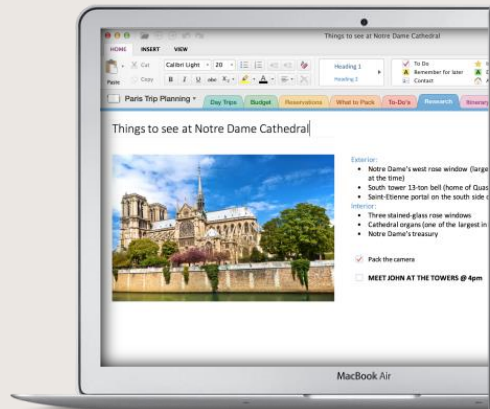 Things to see at Notre Dame Cathedral
HOME INSERT VIEW
Cut Calibri Light 20 Heading 1 To Do
Remember for later
Paste Copy B I U abc X₂ A Heading 2 Contact
Paris Trip Planning Day Trips Budget Reservations What to Pack To-Do's Research Itinerary
Things to see at Notre Dame Cathedral
Exterior:
Notre Dame's west rose window (large
at the time)
South tower 13-ton bell (home of Quas
Saint-Etienne portal on the south side
Interior:
Three stained-glass rose windows
Cathedral organs (one of the largest in
Notre Dame's treasury
Pack the camera
MEET JOHN AT THE TOWERS @ 4pm
MacBook Air